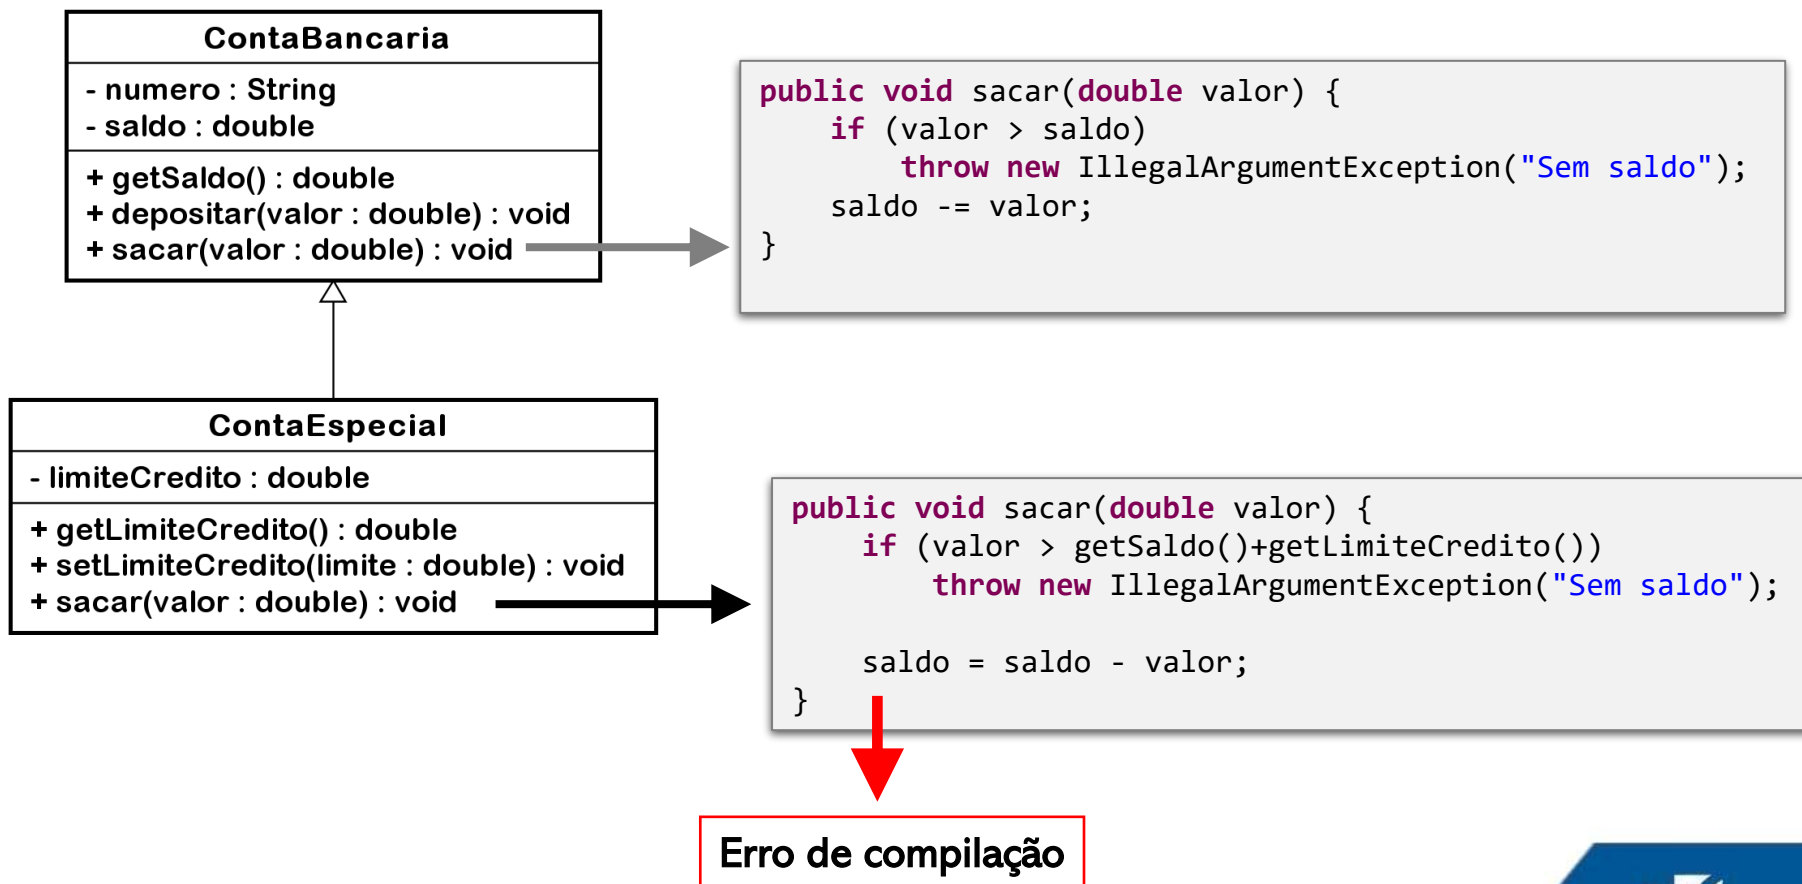 ContaBancaria
- numero : String
- saldo : double
+ getSaldo() : double
+ depositar(valor : double) : void
+ sacar(valor : double) : void
public void sacar(double valor) {
    if (valor > saldo)
        throw new IllegalArgumentException("Sem saldo");
    saldo -= valor;
}
ContaEspecial
- limiteCredito : double
+ getLimiteCredito() : double
+ setLimiteCredito(limite : double) : void
+ sacar(valor : double) : void
public void sacar(double valor) {
    if (valor > getSaldo()+getLimiteCredito())
        throw new IllegalArgumentException("Sem saldo");
    saldo = saldo - valor;
}
Erro de compilação